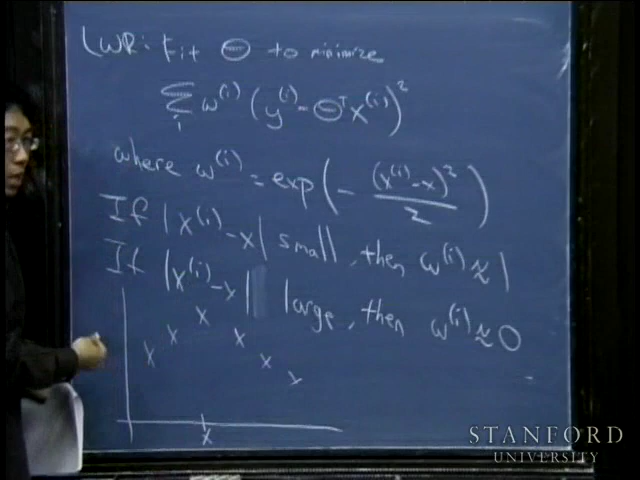 LWR: Fit Θ to minimize
Σ_i w^(i) (y^(i) - Θ^T x^(i))^2
where w^(i) = exp(- (x^(i) - x)^2 / 2)
If |x^(i) - x| small, then w^(i) ≈ 1
If |x^(i) - x| large, then w^(i) ≈ 0
x
STANFORD
UNIVERSITY